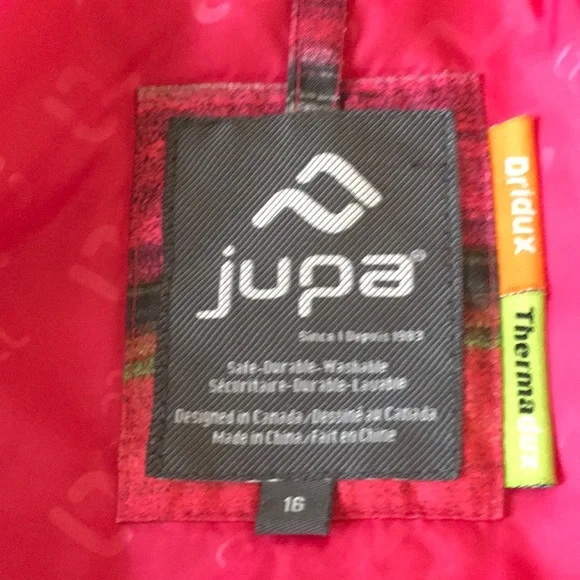 jupa®
Since | Depuis 1983
Safe-Durable-Washable
Sécuritaire-Durable-Lavable
Designed in Canada/Dessiné au Canada
Made in China/Fait en Chine
16
Dridux
Thermadux